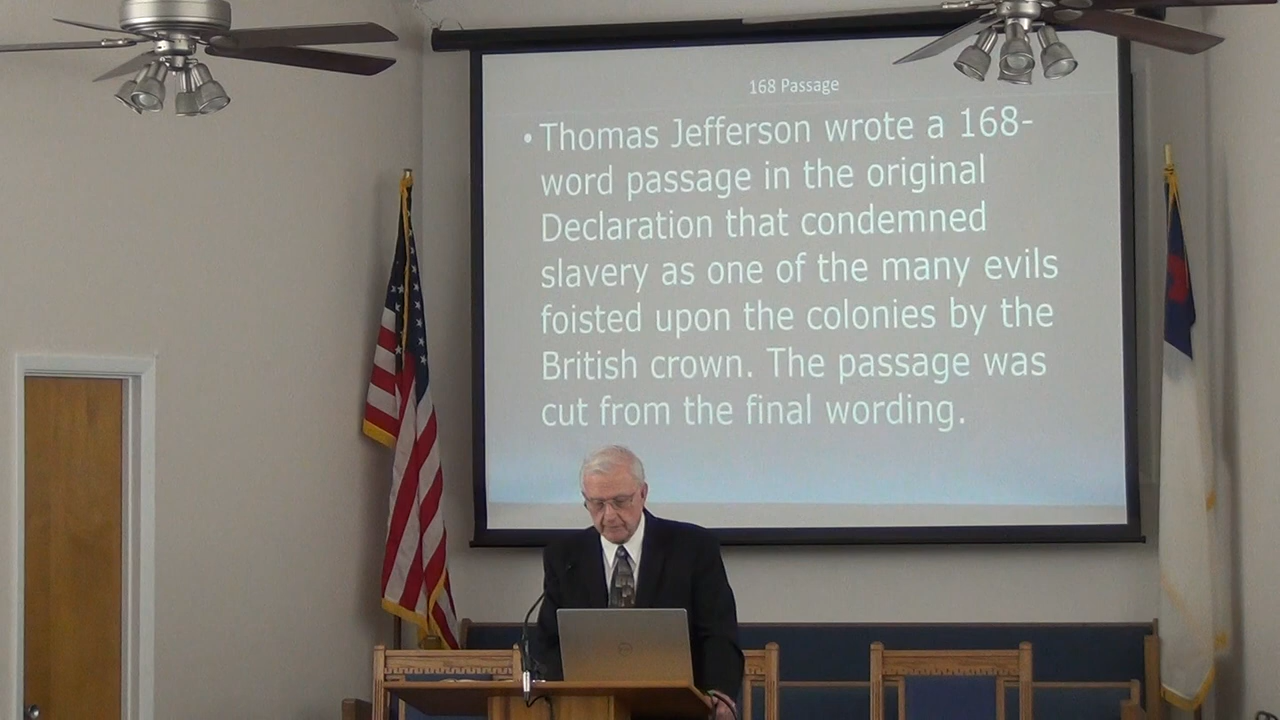 168 Passage
• Thomas Jefferson wrote a 168-
word passage in the original
Declaration that condemned
slavery as one of the many evils
foisted upon the colonies by the
British crown. The passage was
cut from the final wording.